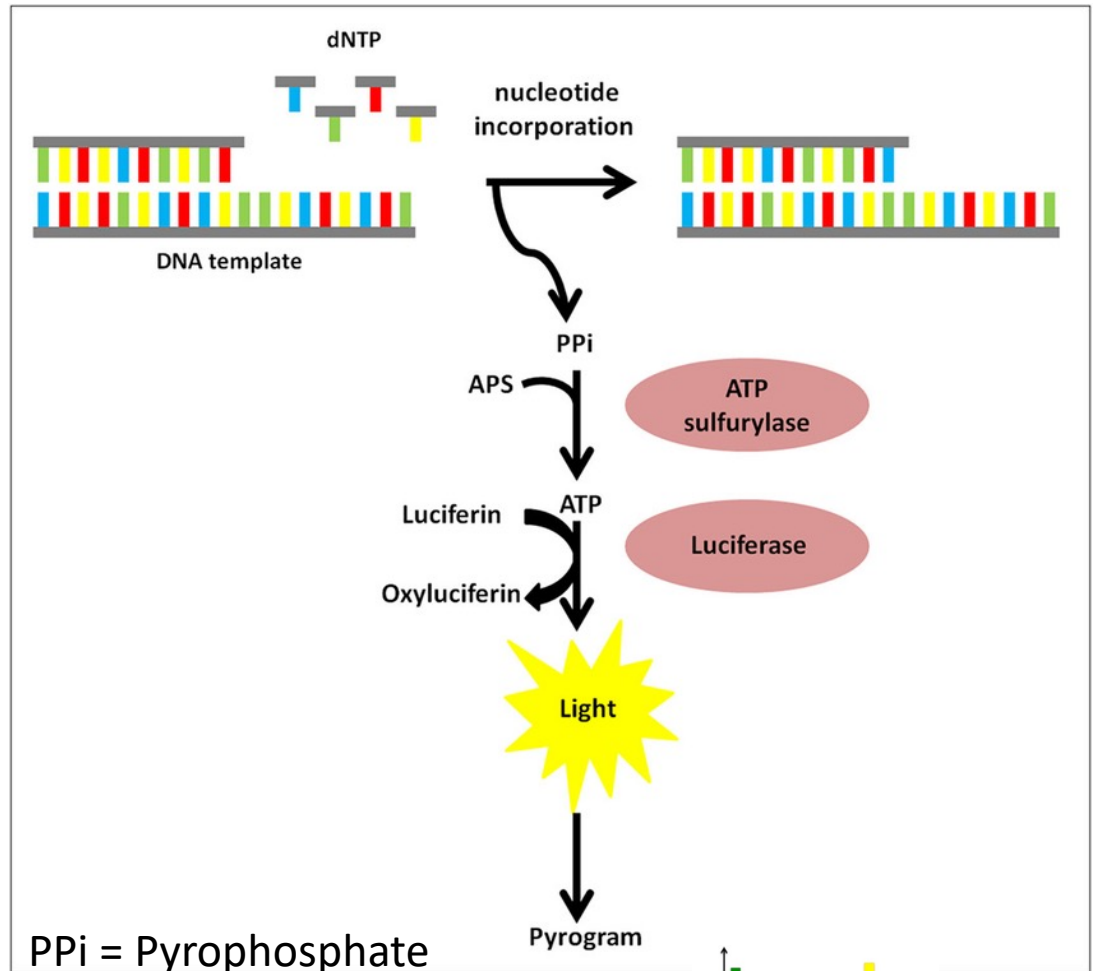 dNTP
nucleotide
incorporation
DNA template
PPi
APS
ATP
sulfurylase
ATP
Luciferin
Luciferase
Oxyluciferin
Light
Pyrogram
PPi = Pyrophosphate